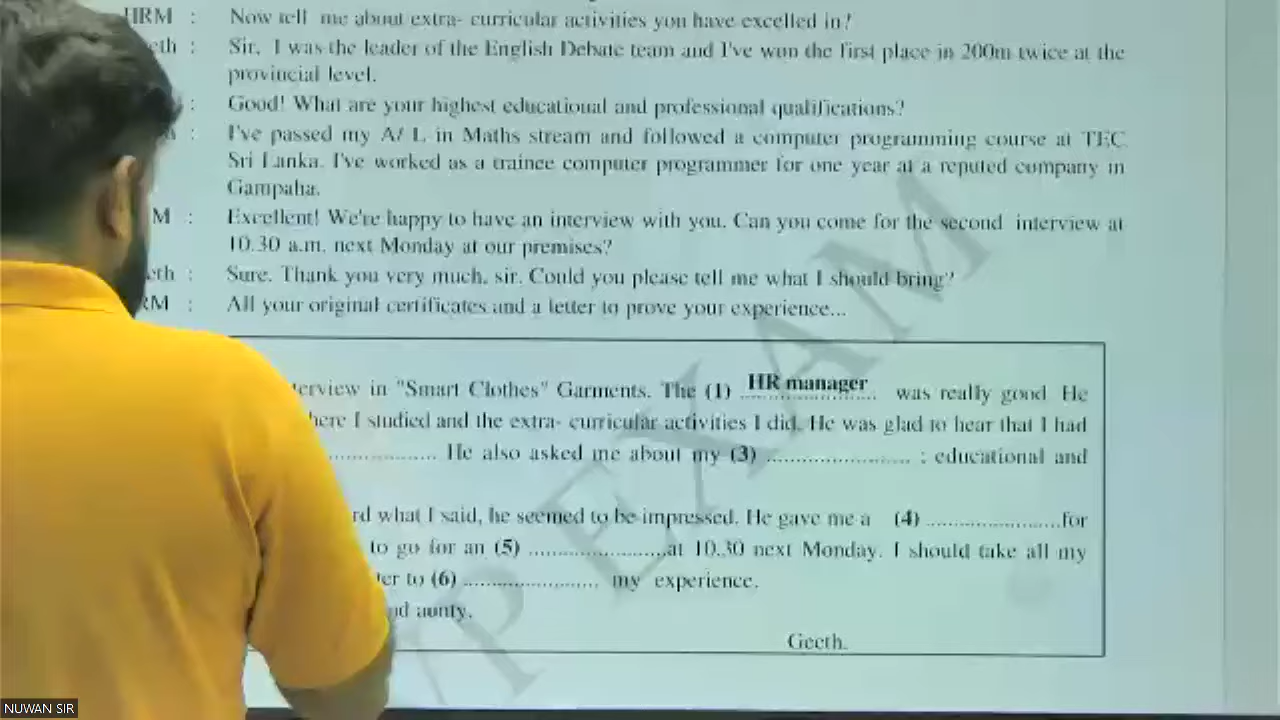 HRM : Now tell me about extra- curricular activities you have excelled in?
eth : Sir, I was the leader of the English Debate team and I've won the first place in 200m twice at the
provincial level.
: Good! What are your highest educational and professional qualifications?
: I've passed my A/ L in Maths stream and followed a computer programming course at TEC
Sri Lanka. I've worked as a trainee computer programmer for one year at a reputed company in
Gampaha.
M : Excellent! We're happy to have an interview with you. Can you come for the second interview at
10.30 a.m. next Monday at our premises?
eth : Sure. Thank you very much, sir. Could you please tell me what I should bring?
RM : All your original certificates and a letter to prove your experience...
terview in "Smart Clothes" Garments. The (1) HR manager was really good He
here I studied and the extra- curricular activities I did. He was glad to hear that I had
.................. He also asked me about my (3) ........................ : educational and
rd what I said, he seemed to be impressed. He gave me a (4) ......................for
to go for an (5) .......................at 10.30 next Monday. I should take all my
ter to (6) ....................... my experience.
nd aunty.
Geeth.
VP EXAM
NUWAN SIR